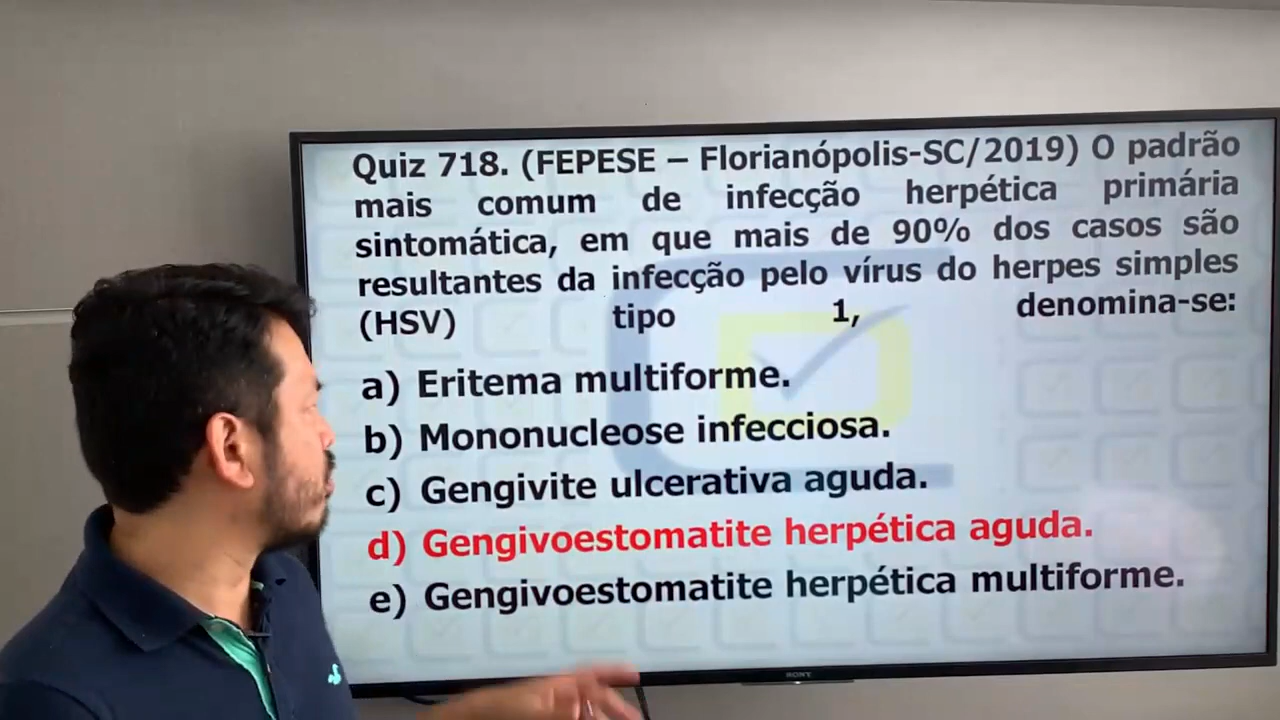 Quiz 718. (FEPESE – Florianópolis-SC/2019) O padrão
mais comum de infecção herpética primária
sintomática, em que mais de 90% dos casos são
resultantes da infecção pelo vírus do herpes simples
(HSV) tipo 1, denomina-se:
a) Eritema multiforme.
b) Mononucleose infecciosa.
c) Gengivite ulcerativa aguda.
d) Gengivoestomatite herpética aguda.
e) Gengivoestomatite herpética multiforme.
SONY